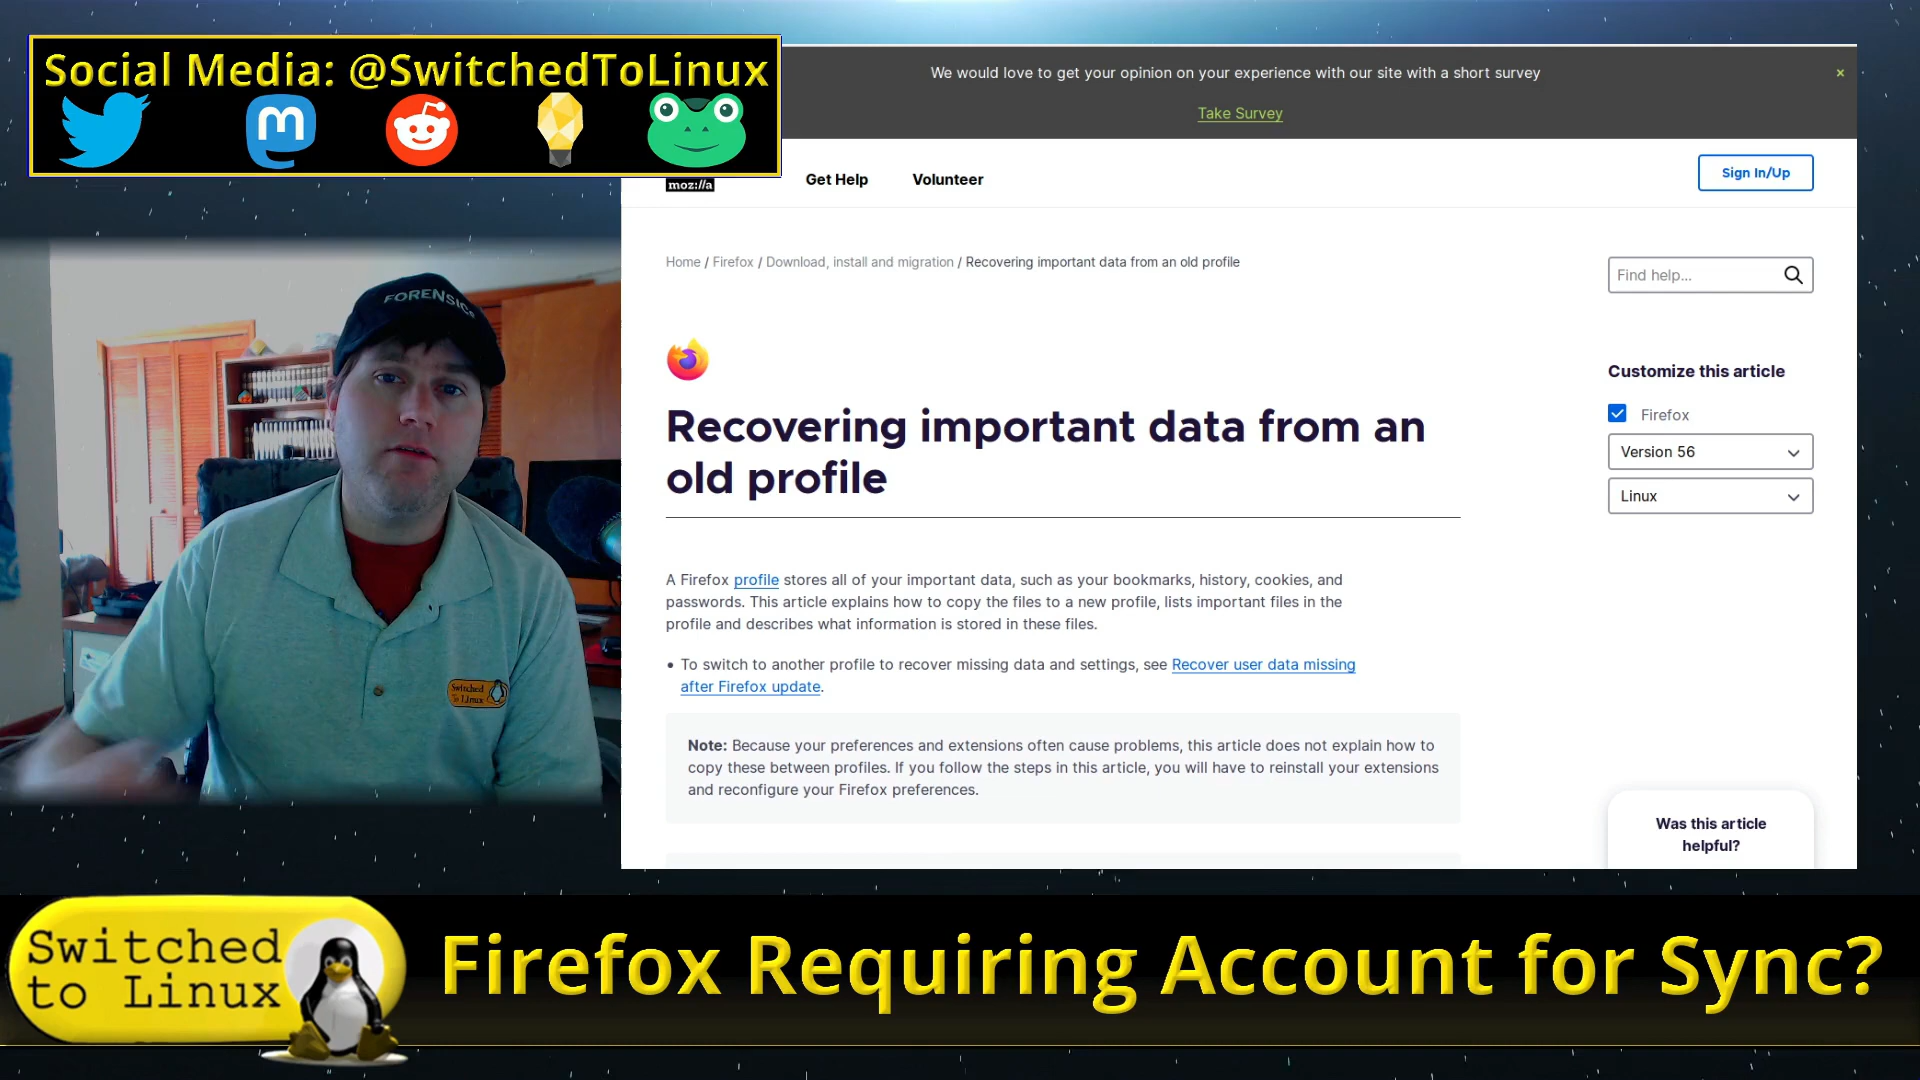 Social Media: @SwitchedToLinux
We would love to get your opinion on your experience with our site with a short survey
×
Take Survey
moz://a
Get Help
Volunteer
Sign In/Up
Home / Firefox / Download, install and migration / Recovering important data from an old profile
Find help...
FORENSICS
Recovering important data from an
old profile
Customize this article
Firefox
Version 56
Linux
A Firefox profile stores all of your important data, such as your bookmarks, history, cookies, and
passwords. This article explains how to copy the files to a new profile, lists important files in the
profile and describes what information is stored in these files.
• To switch to another profile to recover missing data and settings, see Recover user data missing
after Firefox update.
Note: Because your preferences and extensions often cause problems, this article does not explain how to
copy these between profiles. If you follow the steps in this article, you will have to reinstall your extensions
and reconfigure your Firefox preferences.
Was this article
helpful?
Switched
To Linux
Switched
to Linux
Firefox Requiring Account for Sync?